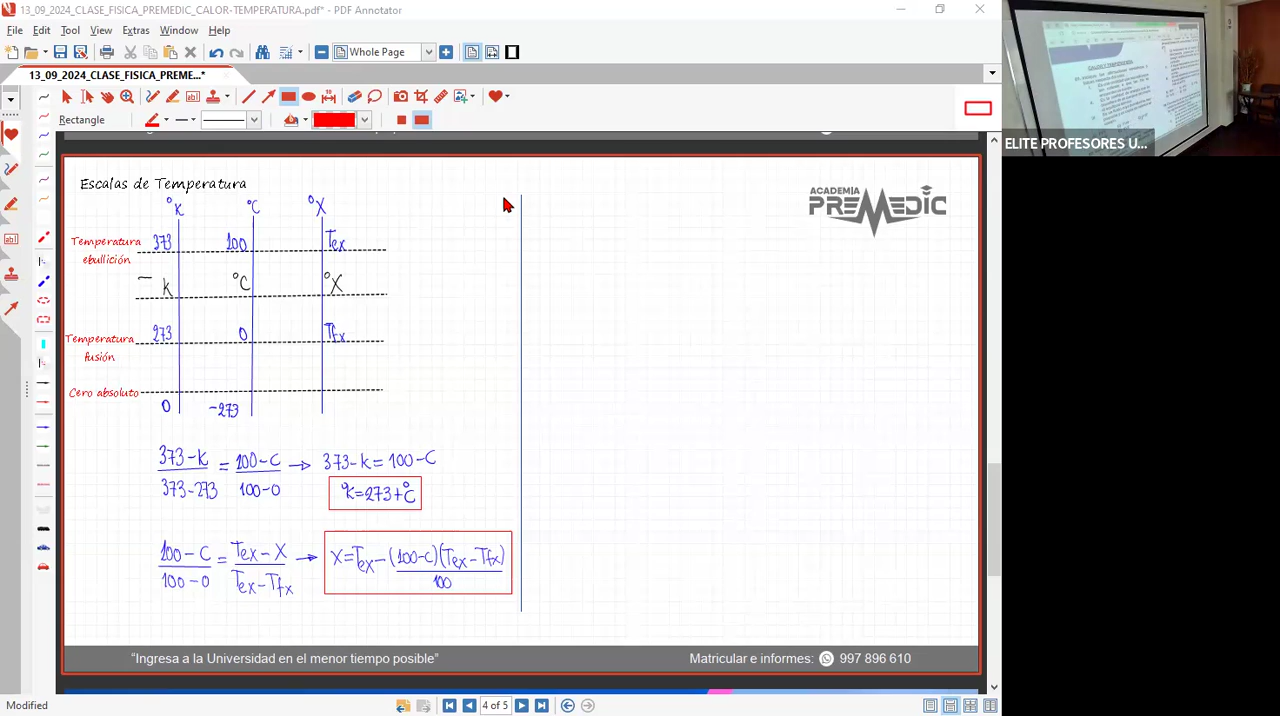 13_09_2024_CLASE_FISICA_PREMEDIC_CALOR-TEMPERATURA.pdf* - PDF Annotator
File Edit Tool View Extras Window Help
Whole Page
13_09_2024_CLASE_FISICA_PREME...*
Rectangle
ELITE PROFESORES U...
Escalas de Temperatura
ACADEMIA
PREMEDIC
°K °C °X
Temperatura ebullición 373 100 Tex
K °C °X
Temperatura fusión 273 0 Tfx
Cero absoluto
0 -273
373-K / 373-273 = 100-C / 100-0 → 373-K = 100-C
°K=273+°C
100-C / 100-0 = Tex-X / Tex-Tfx → X=Tex-(100-C)(Tex-Tfx) / 100
"Ingresa a la Universidad en el menor tiempo posible" Matricular e informes: 997 896 610
Modified
4 of 5